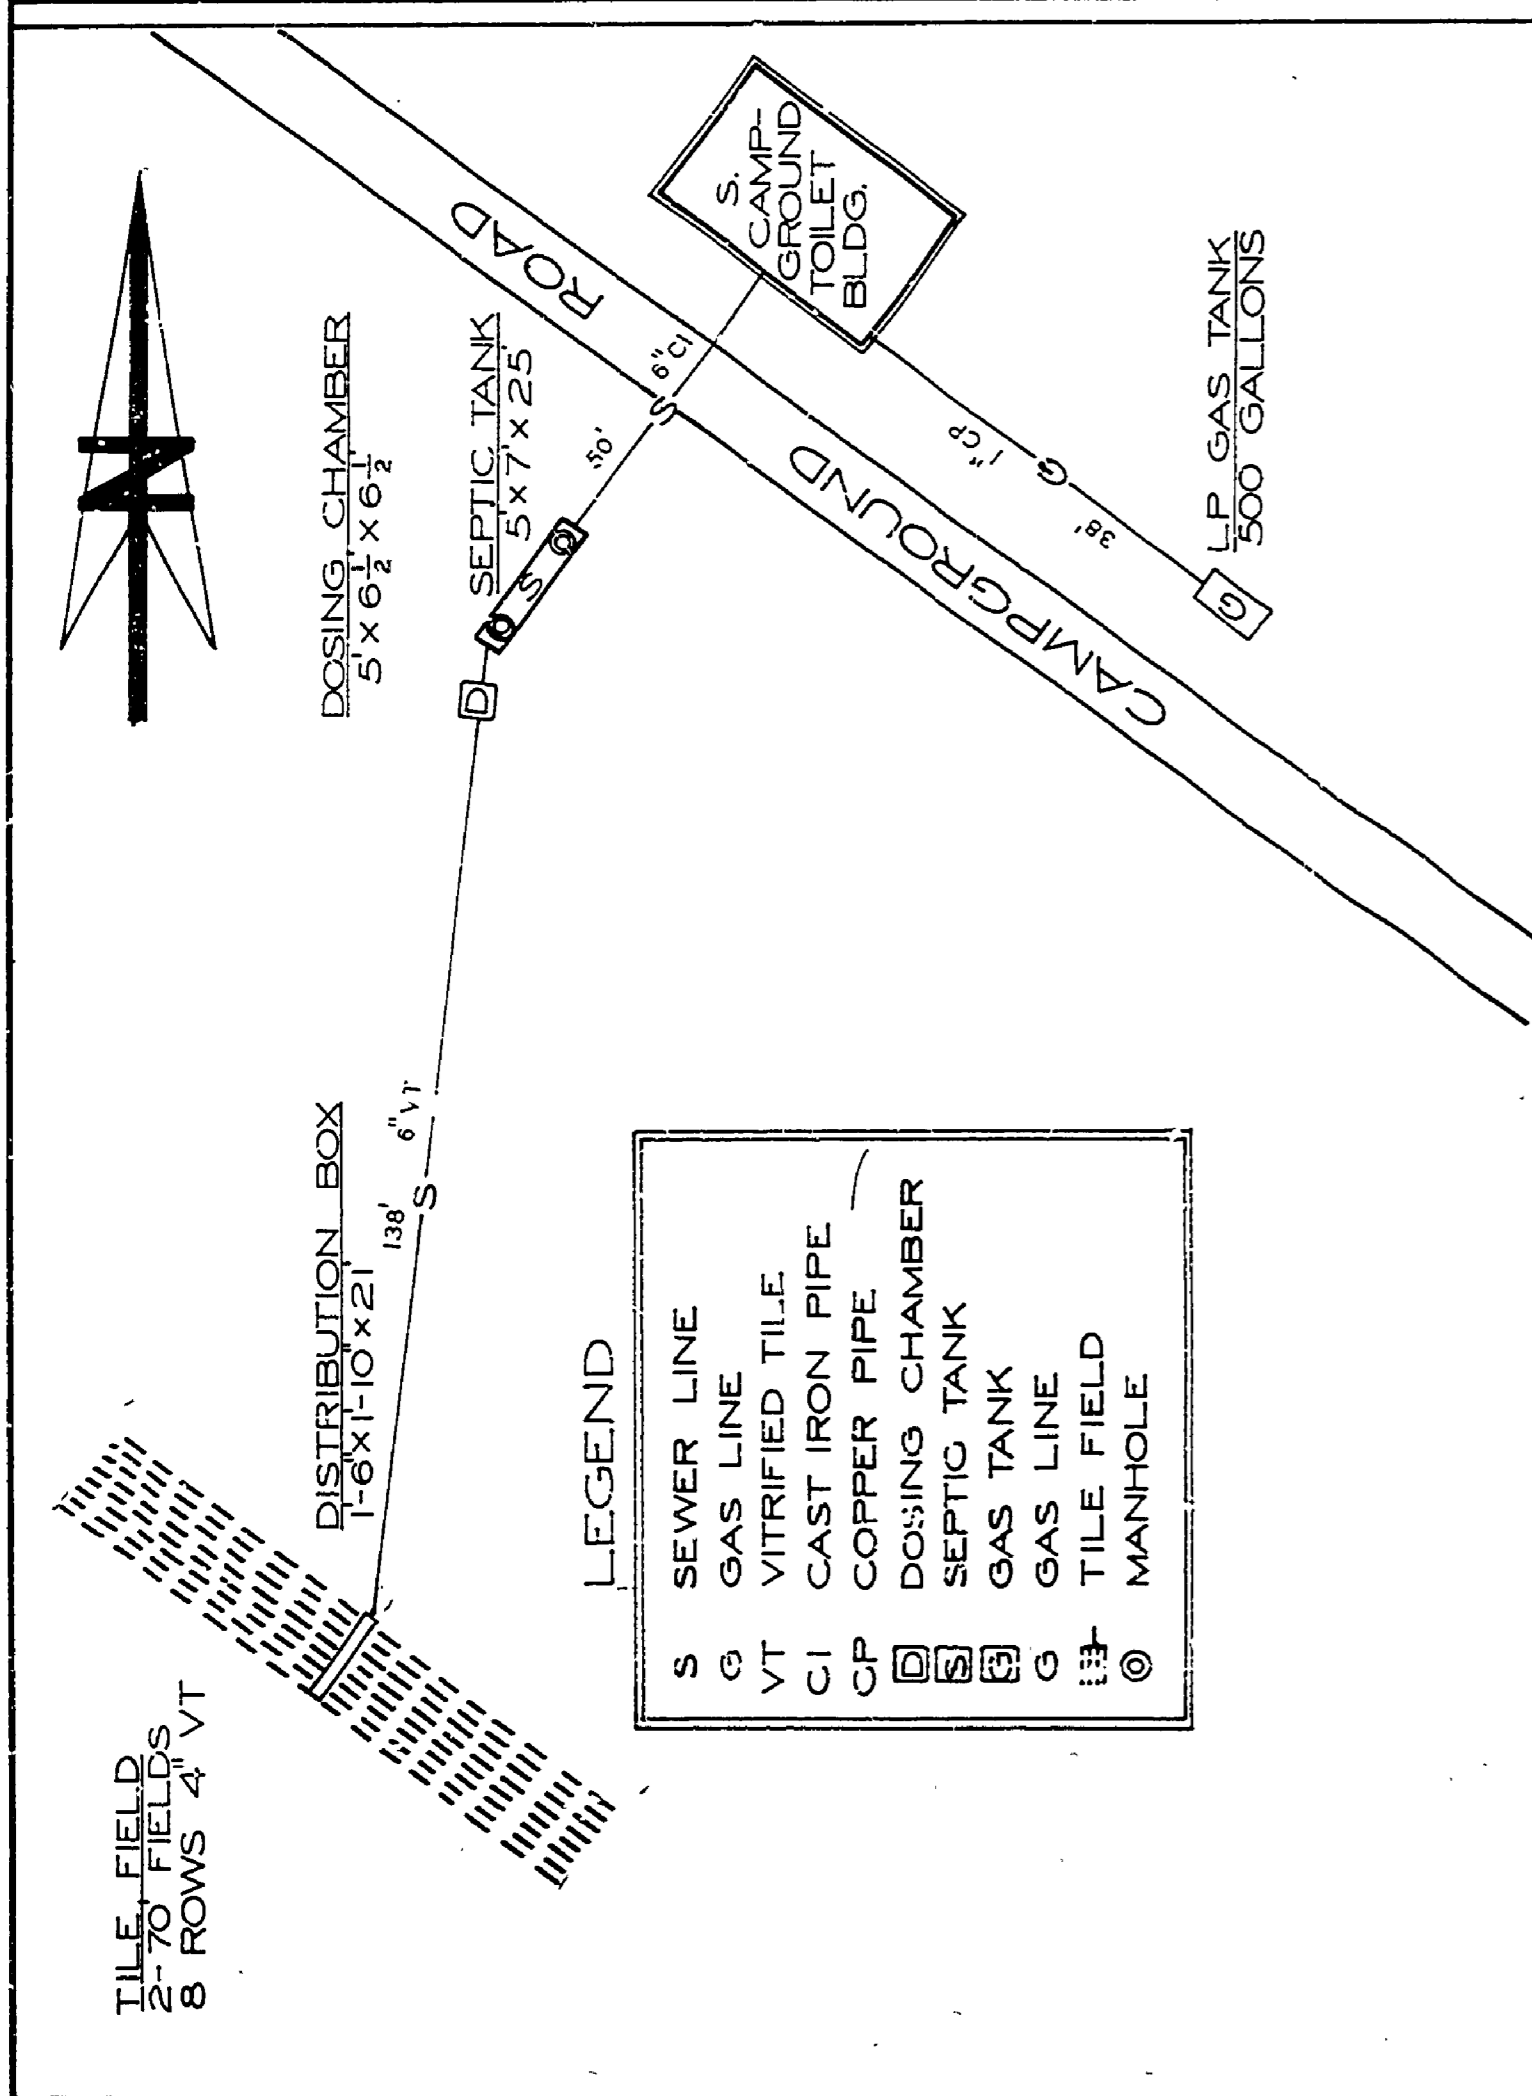 TILE FIELD
2-70' FIELDS
8 ROWS 4" VT
DISTRIBUTION BOX
1'-6"×1'-10"×21'
138'
S
6" VT
DOSING CHAMBER
5'×6½'×6½'
D
SEPTIC TANK
5'×7'×25'
S
50'
S
6" CI
N
CAMPGROUND ROAD
S.
CAMP-
GROUND
TOILET
BLDG.
1" CP
G
38'
G
LP GAS TANK
500 GALLONS
LEGEND
S SEWER LINE
G GAS LINE
VT VITRIFIED TILE
CI CAST IRON PIPE
CP COPPER PIPE
D DOSING CHAMBER
S SEPTIC TANK
G GAS TANK
G GAS LINE
TILE FIELD
MANHOLE